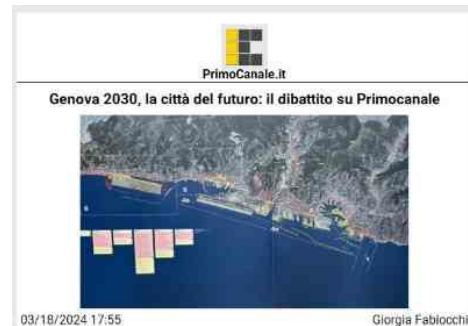 PrimoCanale.it
Genova 2030, la città del futuro: il dibattito su Primocanale
03/18/2024 17:55
Giorgia Fabiocchi